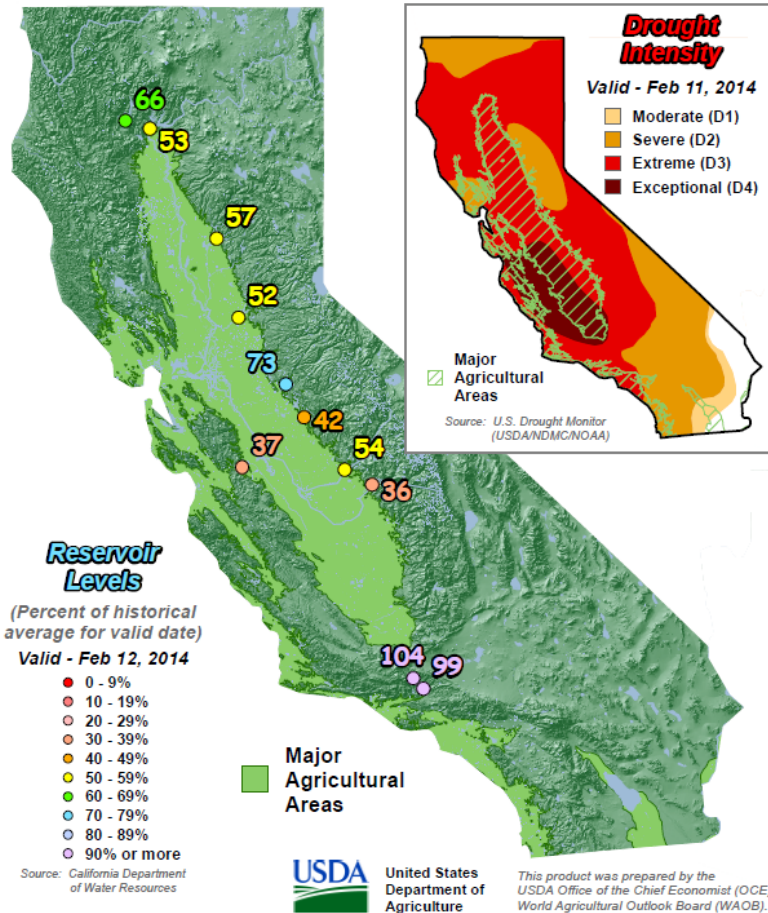 Drought
Intensity
Valid - Feb 11, 2014
Moderate (D1)
Severe (D2)
Extreme (D3)
Exceptional (D4)
Major
Agricultural
Areas
Source: U.S. Drought Monitor
(USDA/NDMC/NOAA)
66
53
57
52
73
42
37
54
36
104
99
Reservoir
Levels
(Percent of historical
average for valid date)
Valid - Feb 12, 2014
0 - 9%
10 - 19%
20 - 29%
30 - 39%
40 - 49%
50 - 59%
60 - 69%
70 - 79%
80 - 89%
90% or more
Source: California Department
of Water Resources
Major
Agricultural
Areas
USDA
United States
Department of
Agriculture
This product was prepared by the
USDA Office of the Chief Economist (OCE)
World Agricultural Outlook Board (WAOB).